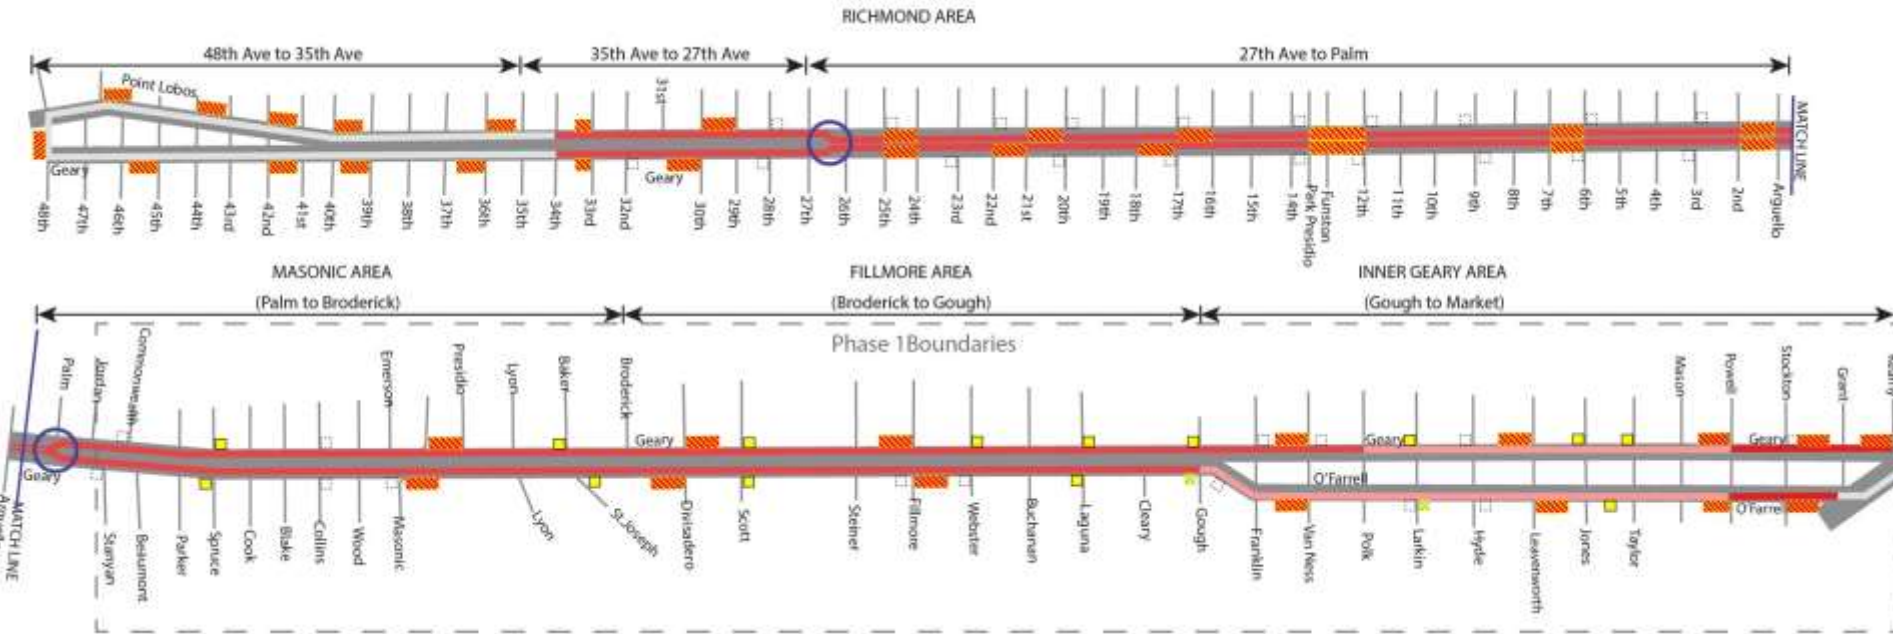 RICHMOND AREA
48th Ave to 35th Ave
35th Ave to 27th Ave
27th Ave to Palm
Point Lobos
31st
MATCH LINE
Geary
Geary
48th
47th
46th
45th
44th
43rd
42nd
41st
40th
39th
38th
37th
36th
35th
34th
33rd
32nd
30th
29th
28th
27th
26th
25th
24th
23rd
22nd
21st
20th
19th
18th
17th
16th
15th
14th
Park Presidio
Funston
12th
11th
10th
9th
8th
7th
6th
5th
4th
3rd
2nd
Arguello
MASONIC AREA
(Palm to Broderick)
FILLMORE AREA
(Broderick to Gough)
INNER GEARY AREA
(Gough to Market)
Phase 1Boundaries
Palm
Jordan
Commonwealth
Emerson
Presidio
Lyon
Baker
Broderick
Mason
Powell
Stockton
Grant
Geary
Geary
Geary
Geary
O'Farrell
O'Farrel
MATCH LINE
Stanyan
Beaumont
Parker
Spruce
Cook
Blake
Collins
Wood
Masonic
Lyon
St.Joseph
Divisadero
Scott
Steiner
Fillmore
Webster
Buchanan
Laguna
Cleary
Gough
Franklin
Van Ness
Polk
Larkin
Hyde
Leavenworth
Jones
Taylor